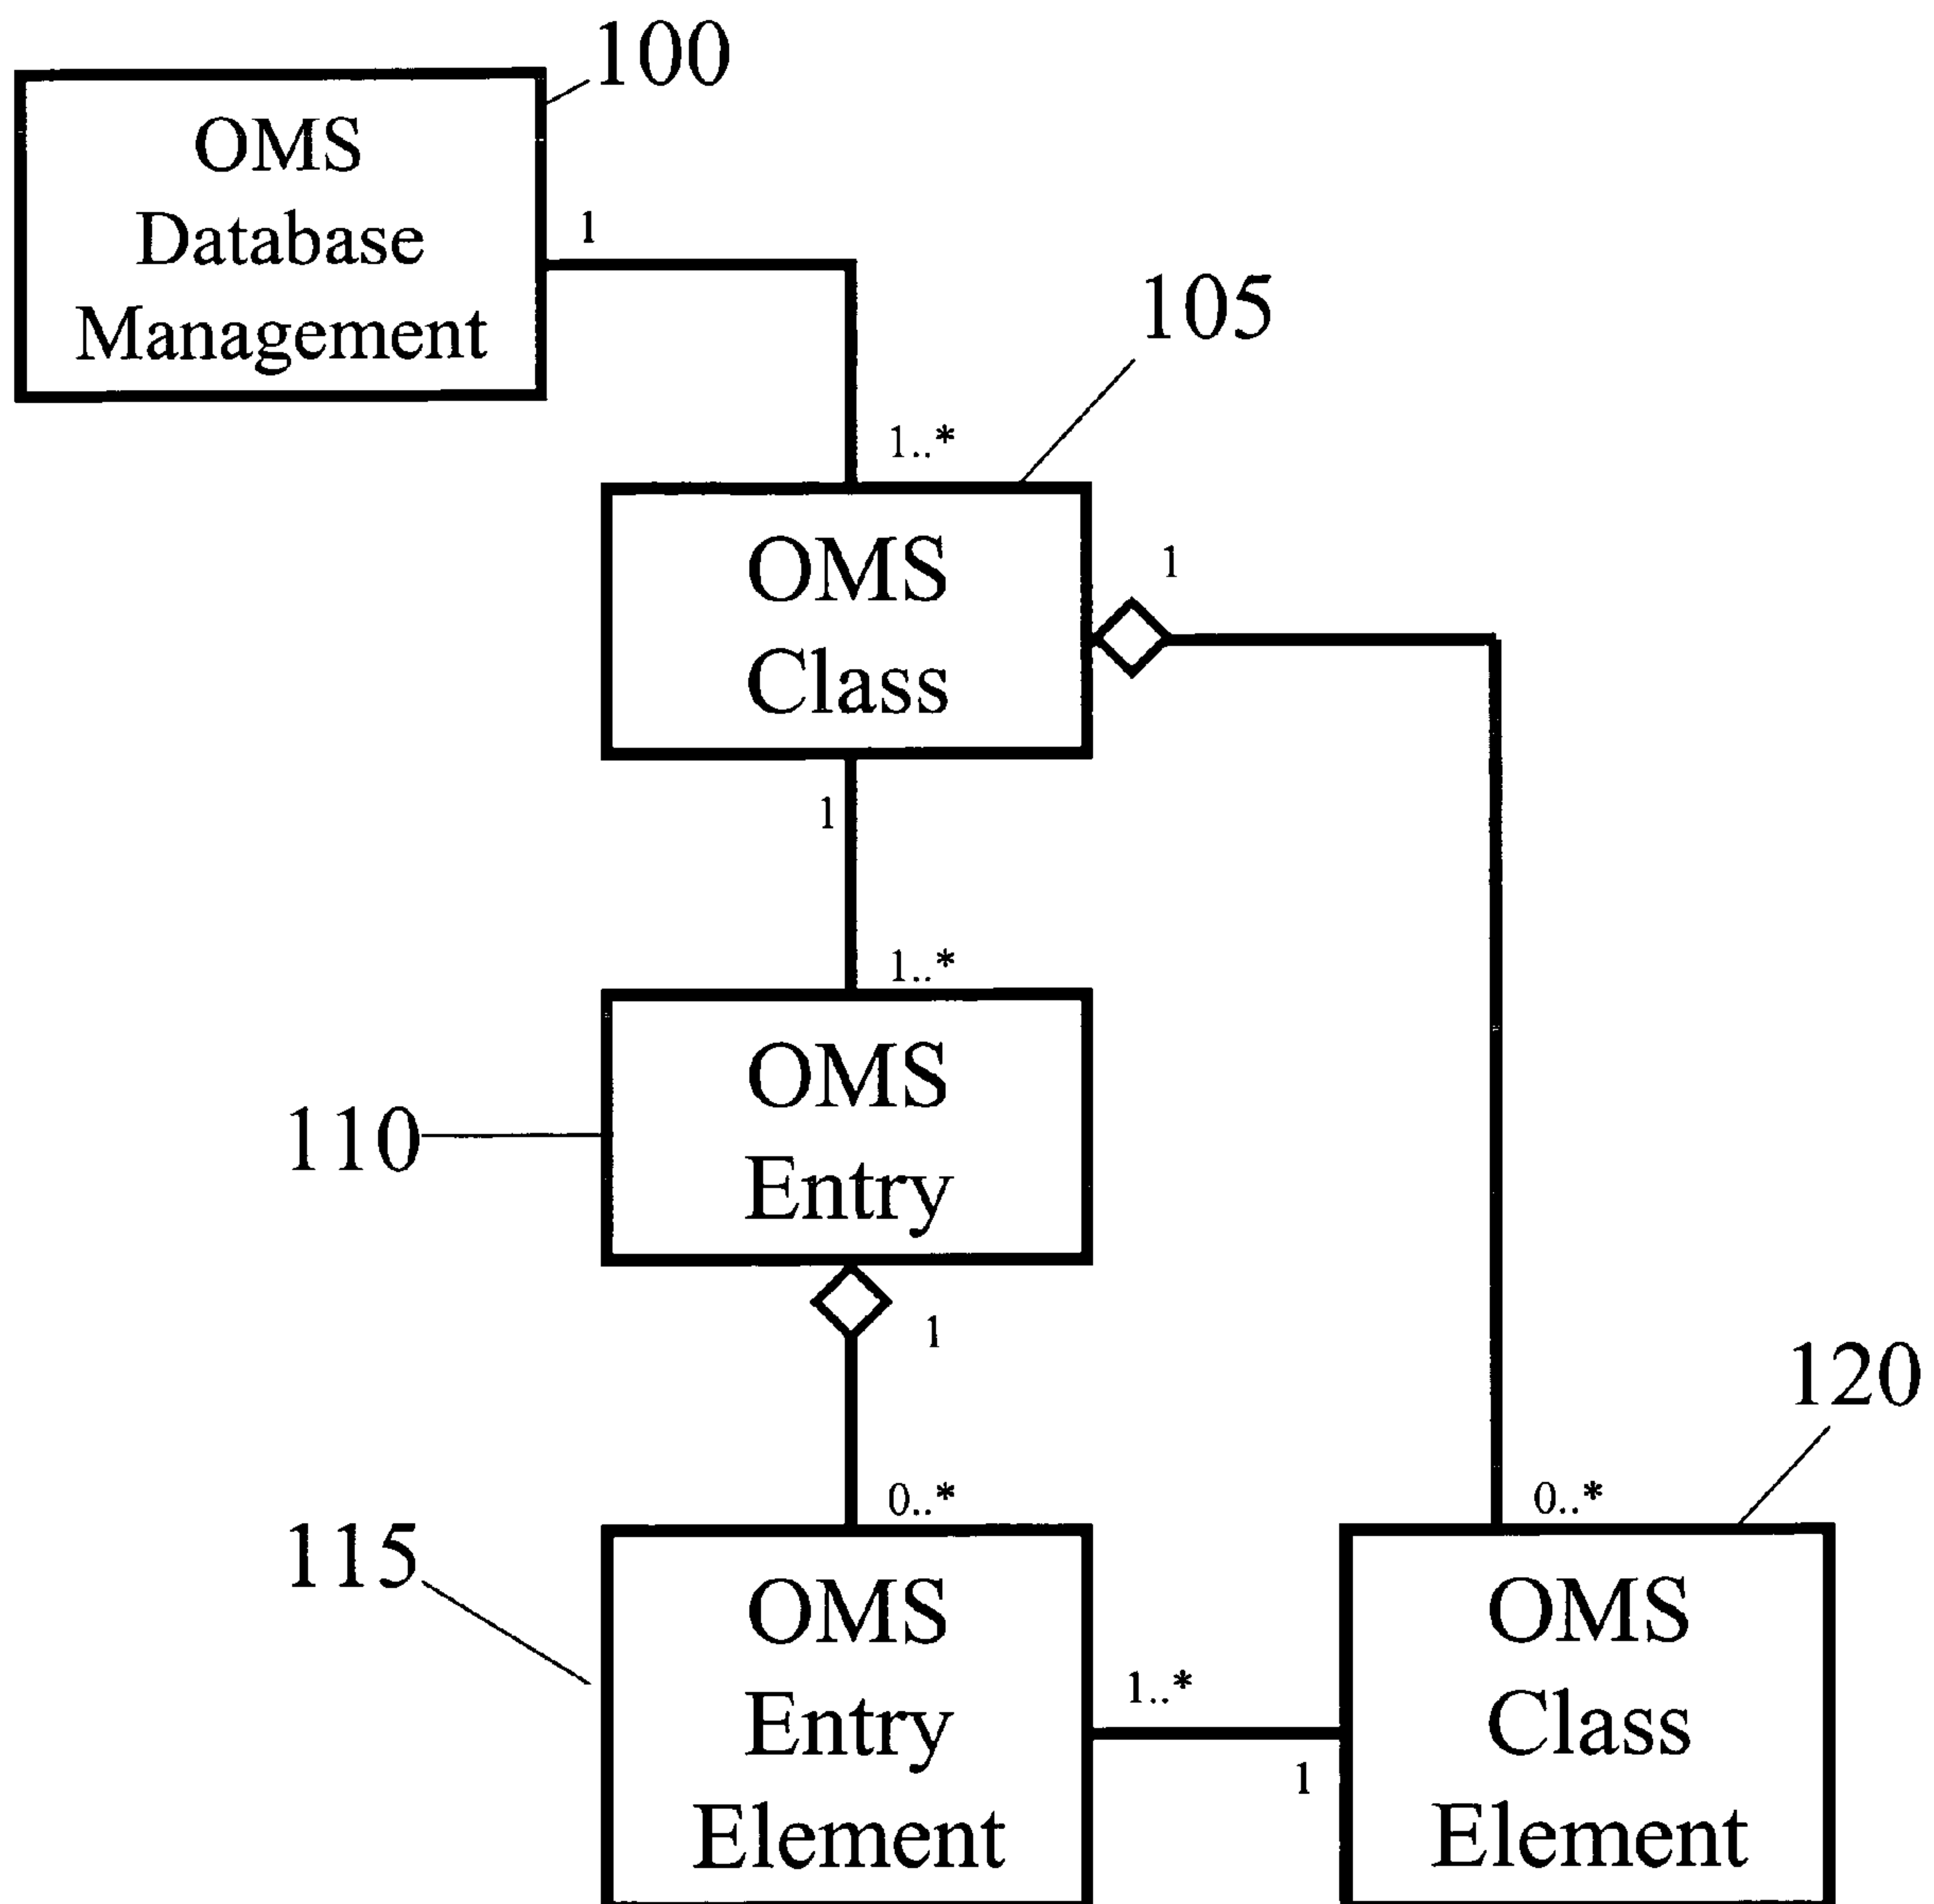 100
OMS
Database
Management
1
105
1..*
OMS
Class
1
1
1..*
OMS
Entry
110
1
120
0..*
0..*
115
OMS
Entry
Element
1..*
1
OMS
Class
Element